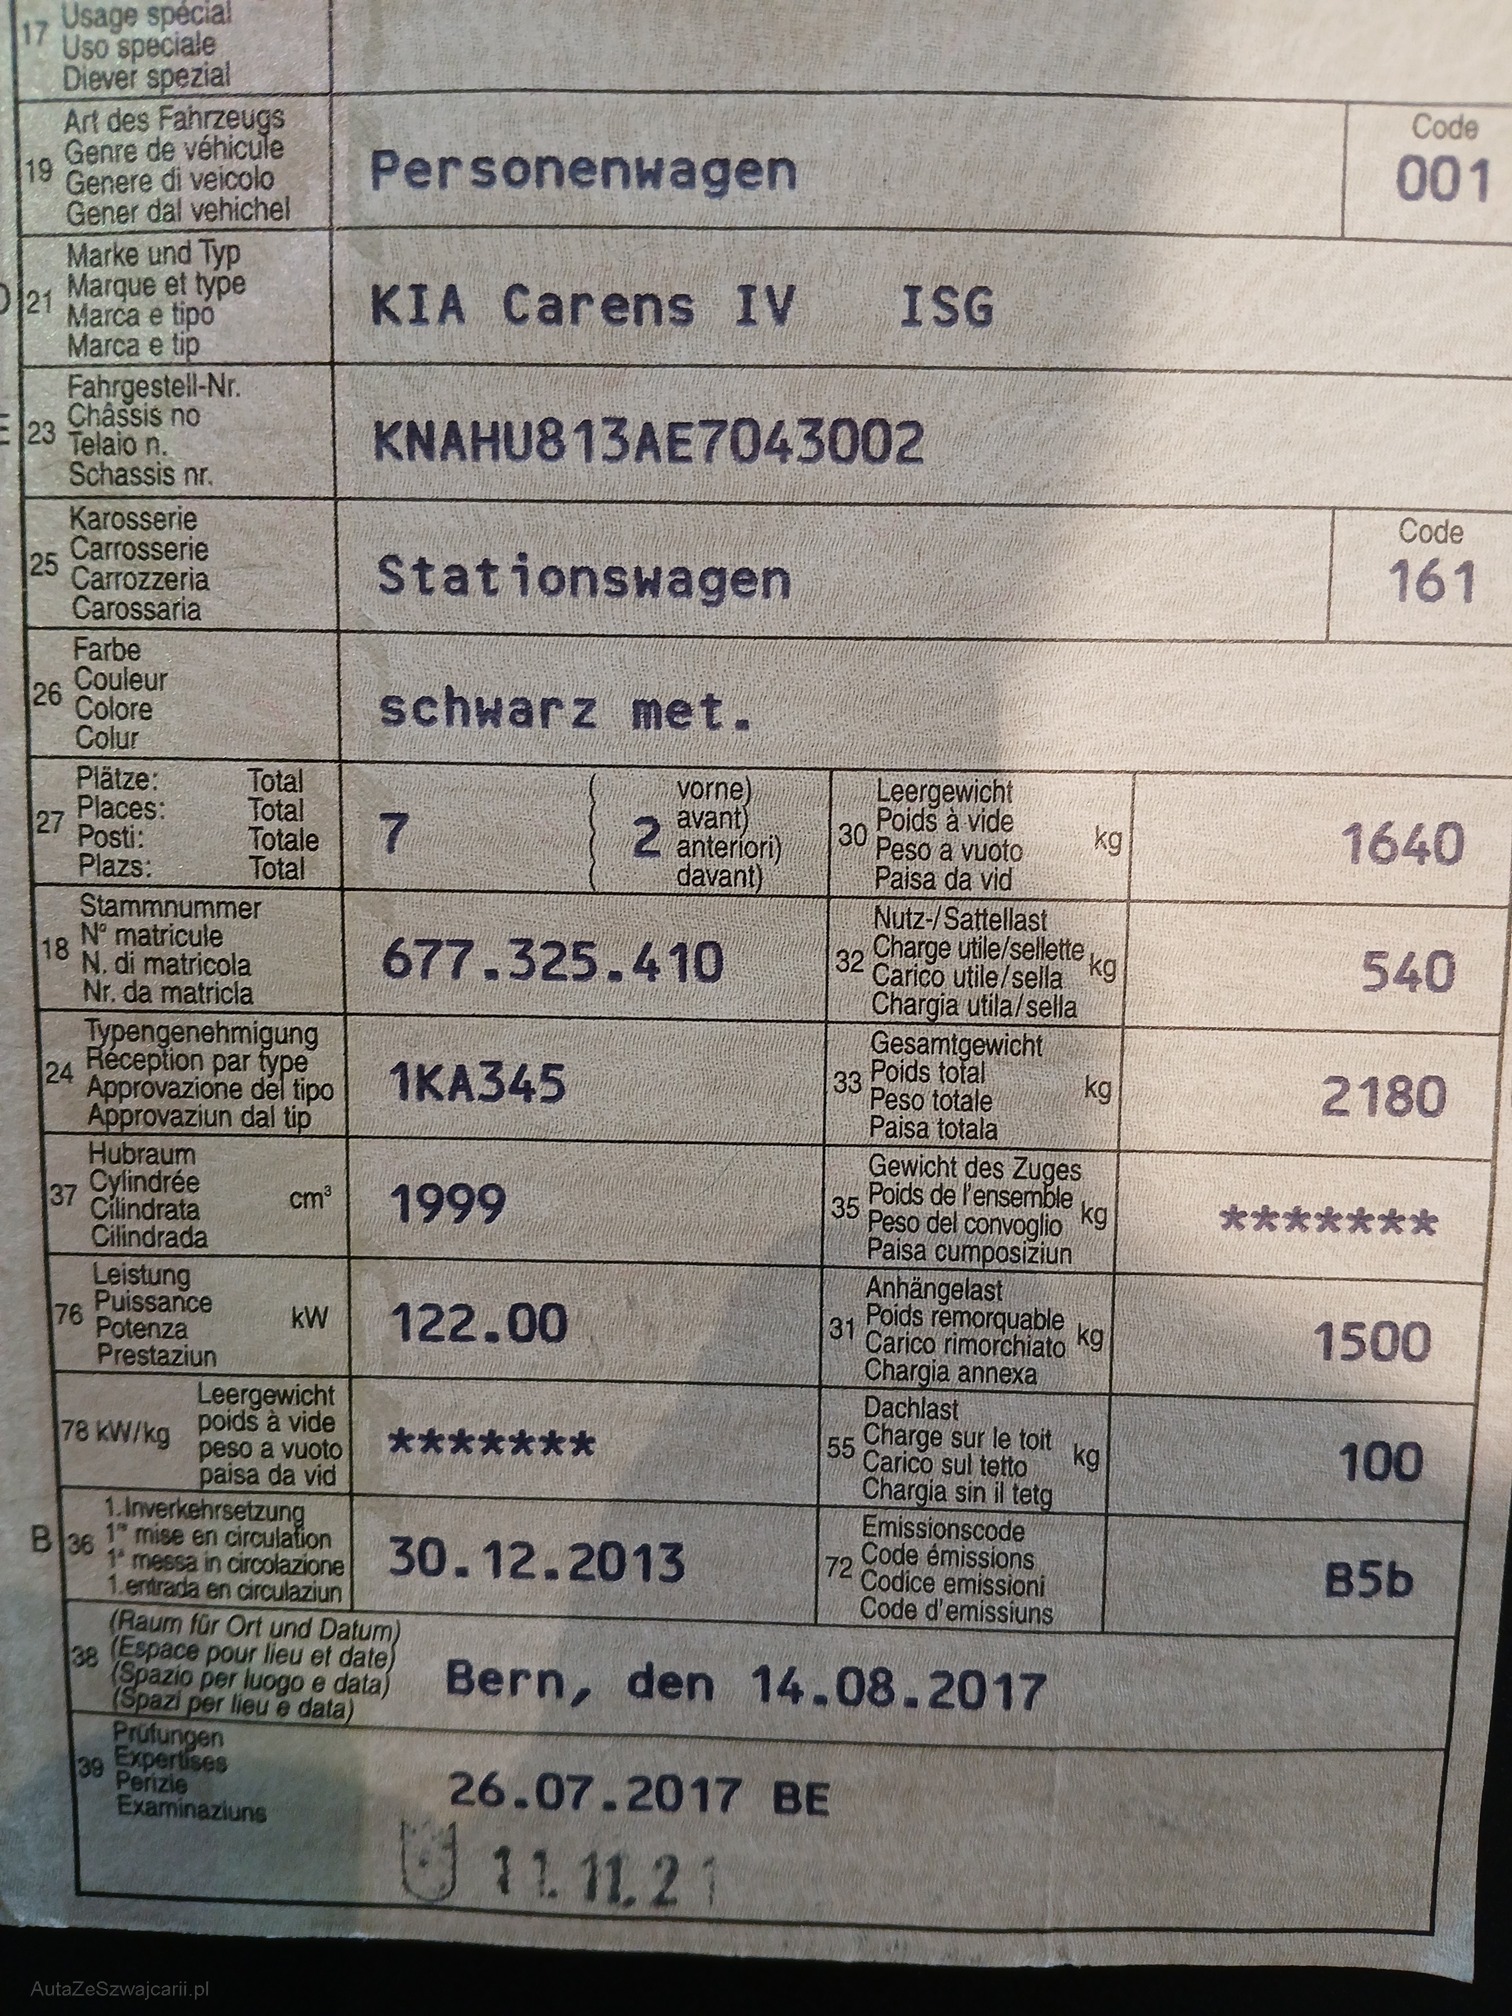 17 Usage spécial
Uso speciale
Diever spezial
19 Art des Fahrzeugs
Genre de véhicule
Genere di veicolo
Gener dal vehichel
Personenwagen
Code
001
21 Marke und Typ
Marque et type
Marca e tipo
Marca e tip
KIA Carens IV ISG
23 Fahrgestell-Nr.
Châssis no
Telaio n.
Schassis nr.
KNAHU813AE7043002
25 Karosserie
Carrosserie
Carrozzeria
Carossaria
Stationswagen
Code
161
26 Farbe
Couleur
Colore
Colur
schwarz met.
27 Plätze: Total
Places: Total
Posti: Totale
Plazs: Total
7
( 2 vorne)
avant)
anteriori)
davant)
30 Leergewicht
Poids à vide
Peso a vuoto
Paisa da vid
kg
1640
18 Stammnummer
N° matricule
N. di matricola
Nr. da matricla
677.325.410
32 Nutz-/Sattellast
Charge utile/sellette
Carico utile/sella
Chargia utila/sella
kg
540
24 Typengenehmigung
Réception par type
Approvazione del tipo
Approvaziun dal tip
1KA345
33 Gesamtgewicht
Poids total
Peso totale
Paisa totala
kg
2180
37 Hubraum
Cylindrée
Cilindrata
Cilindrada
cm³
1999
35 Gewicht des Zuges
Poids de l'ensemble
Peso del convoglio
Paisa cumposiziun
kg
*******
76 Leistung
Puissance
Potenza
Prestaziun
kW
122.00
31 Anhängelast
Poids remorquable
Carico rimorchiato
Chargia annexa
kg
1500
78 kW/kg
Leergewicht
poids à vide
peso a vuoto
paisa da vid
*******
55 Dachlast
Charge sur le toit
Carico sul tetto
Chargia sin il tetg
kg
100
B 36 1.Inverkehrsetzung
1re mise en circulation
1a messa in circolazione
1.entrada en circulaziun
30.12.2013
72 Emissionscode
Code émissions
Codice emissioni
Code d'emissiuns
B5b
38 (Raum für Ort und Datum)
(Espace pour lieu et date)
(Spazio per luogo e data)
(Spazi per lieu e data)
Bern, den 14.08.2017
39 Prüfungen
Expertises
Perizie
Examinaziuns
26.07.2017 BE
11.11.21
AutaZeSzwajcarii.pl